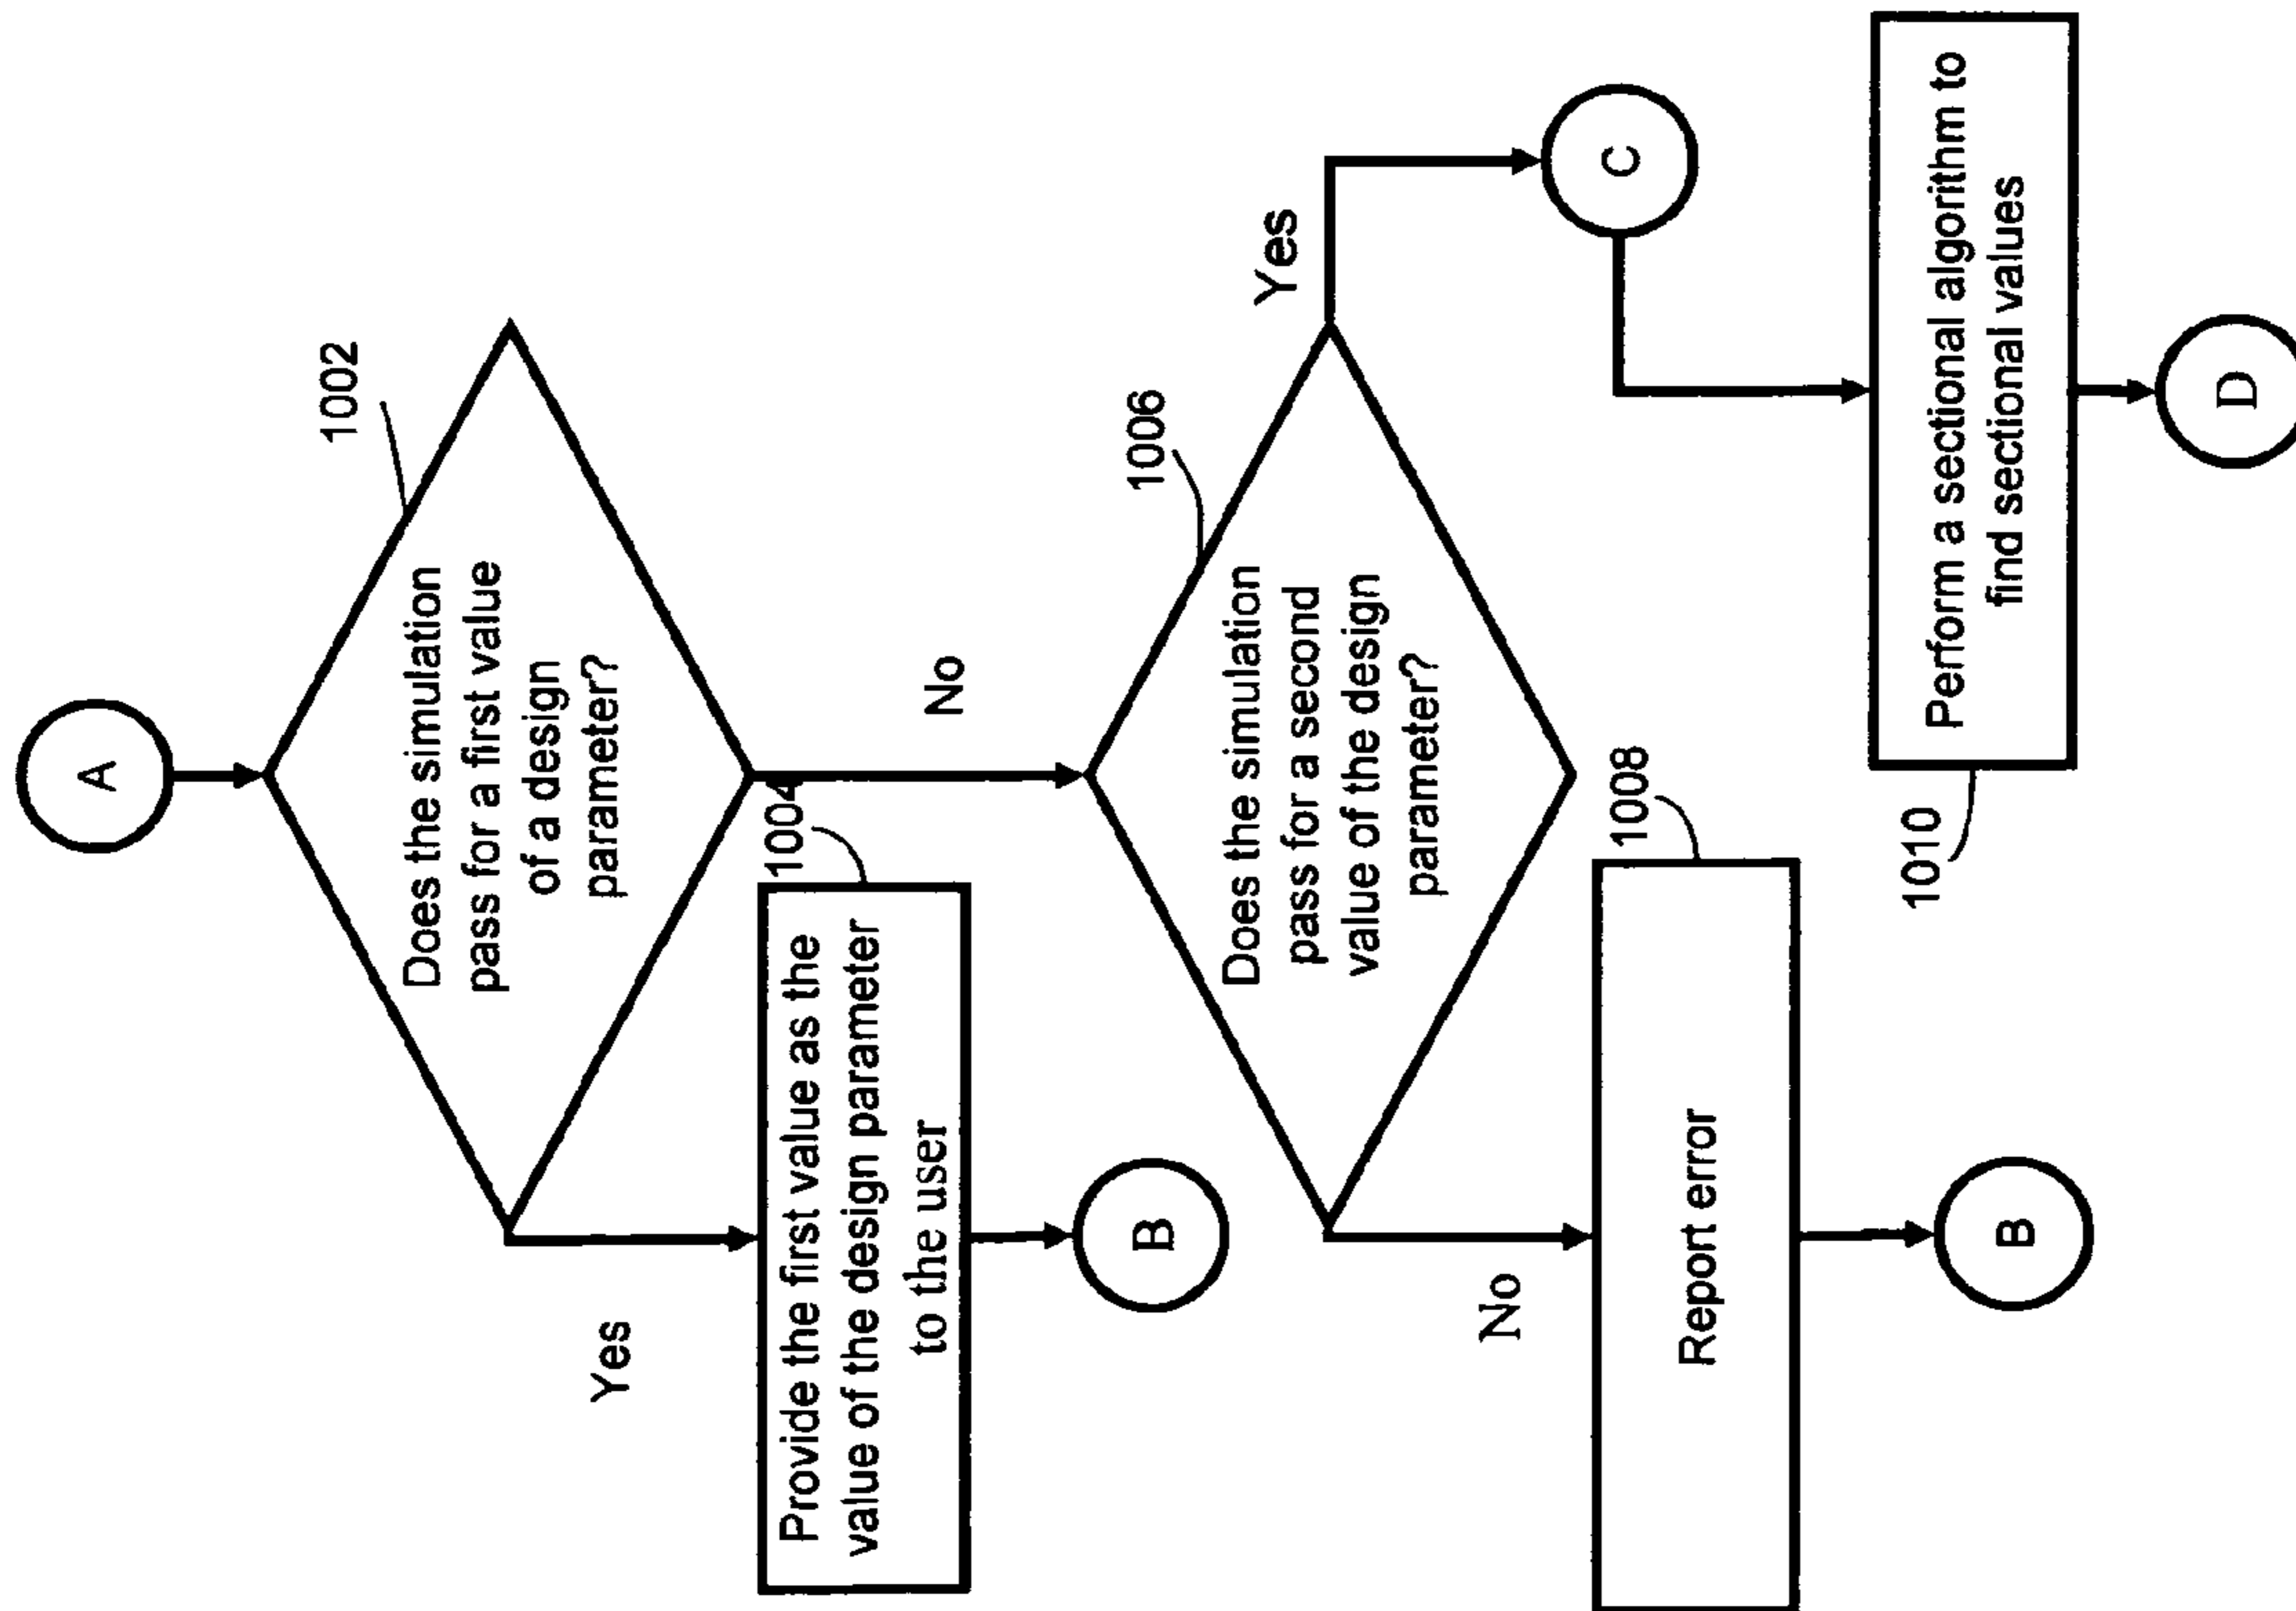 A
1002
Does the simulation
pass for a first value
of a design
parameter?
Yes
No
1004
Provide the first value as the
value of the design parameter
to the user
B
1006
Does the simulation
pass for a second
value of the design
parameter?
No
Yes
1008
Report error
B
C
1010
Perform a sectional algorithm to
find sectional values
D